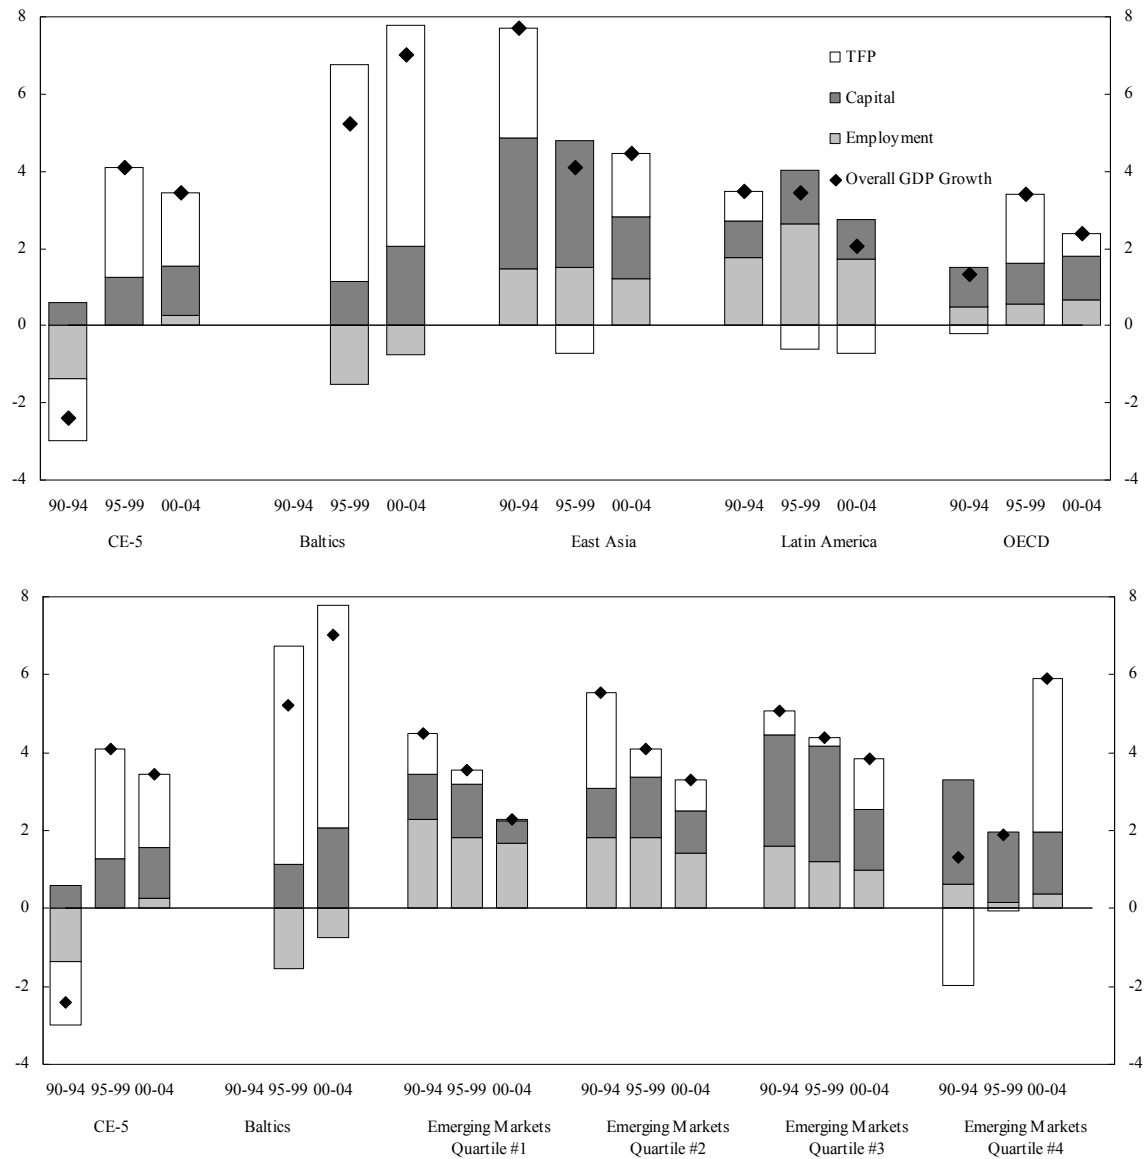 8 8
TFP
6 6
Capital
Employment
4 4
Overall GDP Growth
2 2
0 0
-2 -2
-4 -4
90-94 95-99 00-04 90-94 95-99 00-04 90-94 95-99 00-04 90-94 95-99 00-04 90-94 95-99 00-04
CE-5 Baltics East Asia Latin America OECD
8 8
6 6
4 4
2 2
0 0
-2 -2
-4 -4
90-94 95-99 00-04 90-94 95-99 00-04 90-94 95-99 00-04 90-94 95-99 00-04 90-94 95-99 00-04 90-94 95-99 00-04
CE-5 Baltics Emerging Markets Emerging Markets Emerging Markets Emerging Markets
Quartile #1 Quartile #2 Quartile #3 Quartile #4